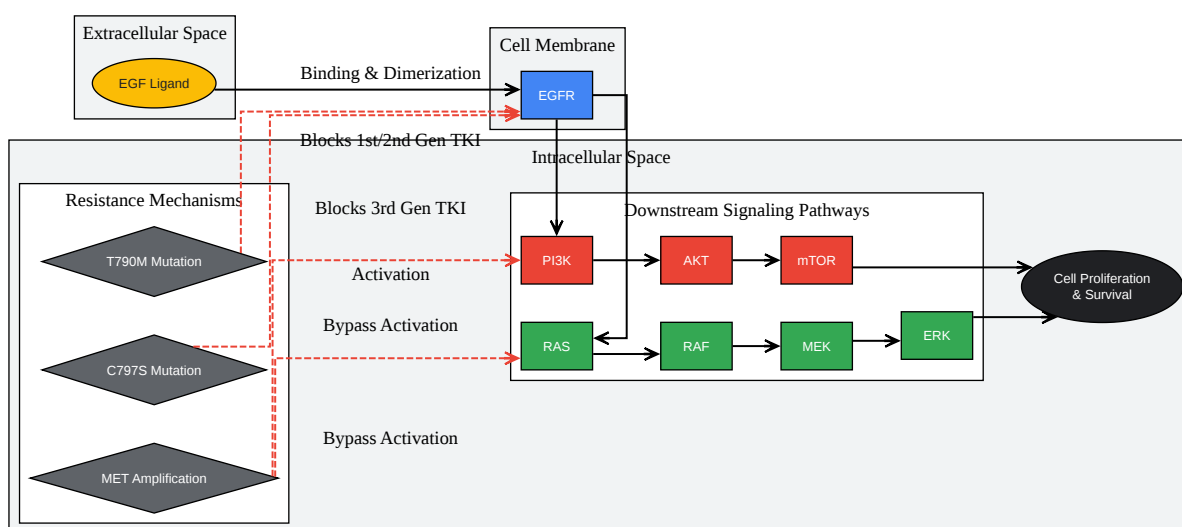 Extracellular Space
EGF Ligand
Cell Membrane
Binding & Dimerization
EGFR
Blocks 1st/2nd Gen TKI
Intracellular Space
Resistance Mechanisms
T790M Mutation
C797S Mutation
MET Amplification
Blocks 3rd Gen TKI
Activation
Bypass Activation
Bypass Activation
Downstream Signaling Pathways
PI3K
AKT
mTOR
RAS
RAF
MEK
ERK
Cell Proliferation
& Survival